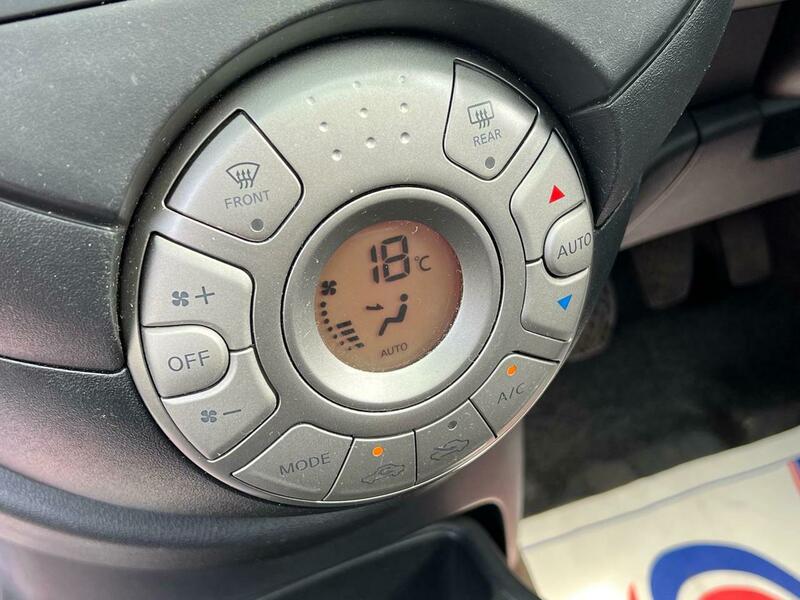 REAR
FRONT
18°C
AUTO
+
OFF
AUTO
−
A/C
MODE